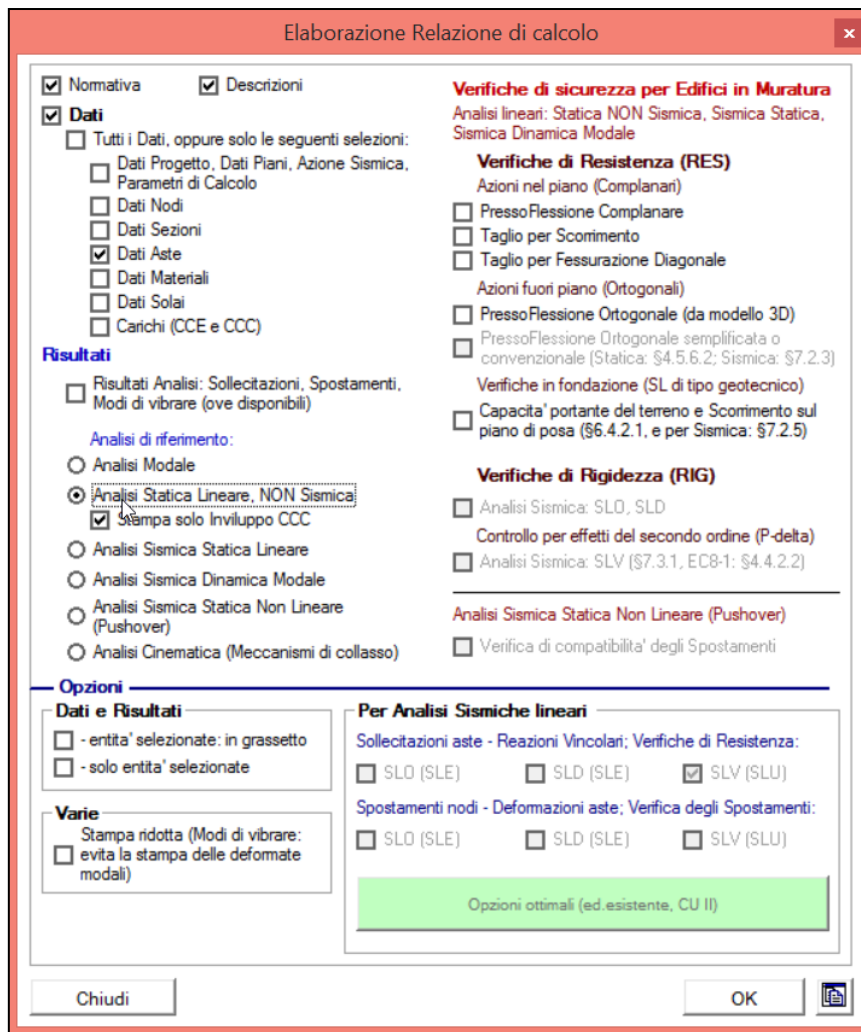 Elaborazione Relazione di calcolo
Normativa
Descrizioni
Dati
Tutti i Dati, oppure solo le seguenti selezioni:
Dati Progetto, Dati Piani, Azione Sismica,
Parametri di Calcolo
Dati Nodi
Dati Sezioni
Dati Aste
Dati Materiali
Dati Solai
Carichi (CCE e CCC)
Risultati
Risultati Analisi: Sollecitazioni, Spostamenti,
Modi di vibrare (ove disponibili)
Analisi di riferimento:
Analisi Modale
Analisi Statica Lineare, NON Sismica
Stampa solo Inviluppo CCC
Analisi Sismica Statica Lineare
Analisi Sismica Dinamica Modale
Analisi Sismica Statica Non Lineare
(Pushover)
Analisi Cinematica (Meccanismi di collasso)
Verifiche di sicurezza per Edifici in Muratura
Analisi lineari: Statica NON Sismica, Sismica Statica,
Sismica Dinamica Modale
Verifiche di Resistenza (RES)
Azioni nel piano (Complanari)
PressoFlessione Complanare
Taglio per Scorrimento
Taglio per Fessurazione Diagonale
Azioni fuori piano (Ortogonali)
PressoFlessione Ortogonale (da modello 3D)
PressoFlessione Ortogonale semplificata o
convenzionale (Statica: §4.5.6.2; Sismica: §7.2.3)
Verifiche in fondazione (SL di tipo geotecnico)
Capacita' portante del terreno e Scorrimento sul
piano di posa (§6.4.2.1, e per Sismica: §7.2.5)
Verifiche di Rigidezza (RIG)
Analisi Sismica: SLO, SLD
Controllo per effetti del secondo ordine (P-delta)
Analisi Sismica: SLV (§7.3.1, EC8-1: §4.4.2.2)
Analisi Sismica Statica Non Lineare (Pushover)
Verifica di compatibilita' degli Spostamenti
Opzioni
Dati e Risultati
- entita' selezionate: in grassetto
- solo entita' selezionate
Varie
Stampa ridotta (Modi di vibrare:
evita la stampa delle deformate
modali)
Per Analisi Sismiche lineari
Sollecitazioni aste - Reazioni Vincolari; Verifiche di Resistenza:
SLO (SLE)
SLD (SLE)
SLV (SLU)
Spostamenti nodi - Deformazioni aste; Verifica degli Spostamenti:
SLO (SLE)
SLD (SLE)
SLV (SLU)
Opzioni ottimali (ed.esistente, CU II)
Chiudi
OK